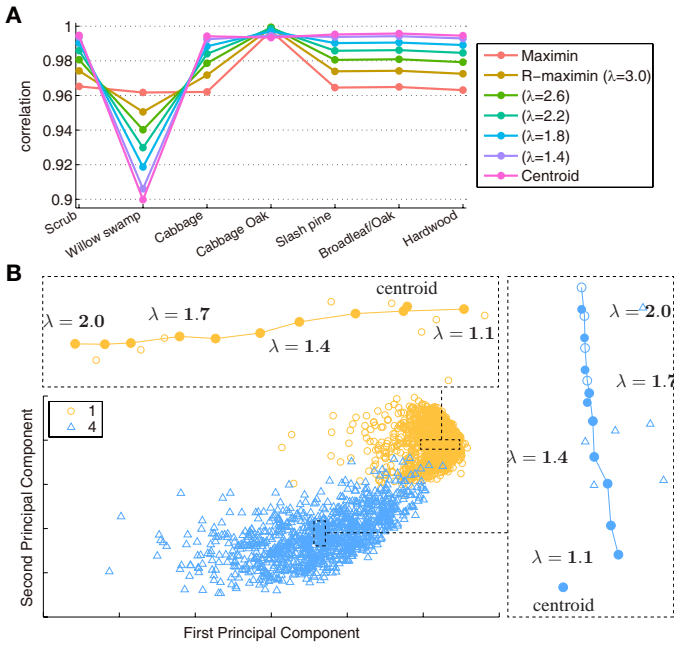 A
correlation
1
0.98
0.96
0.94
0.92
0.9
Scrub
Willow swamp
Cabbage
Cabbage Oak
Slash pine
Broadleaf/Oak
Hardwood
Maximin
R−maximin (λ=3.0)
(λ=2.6)
(λ=2.2)
(λ=1.8)
(λ=1.4)
Centroid
B
centroid
λ = 2.0
λ = 1.7
λ = 1.4
λ = 1.1
λ = 2.0
λ = 1.7
λ = 1.4
λ = 1.1
centroid
1
4
Second Principal Component
First Principal Component